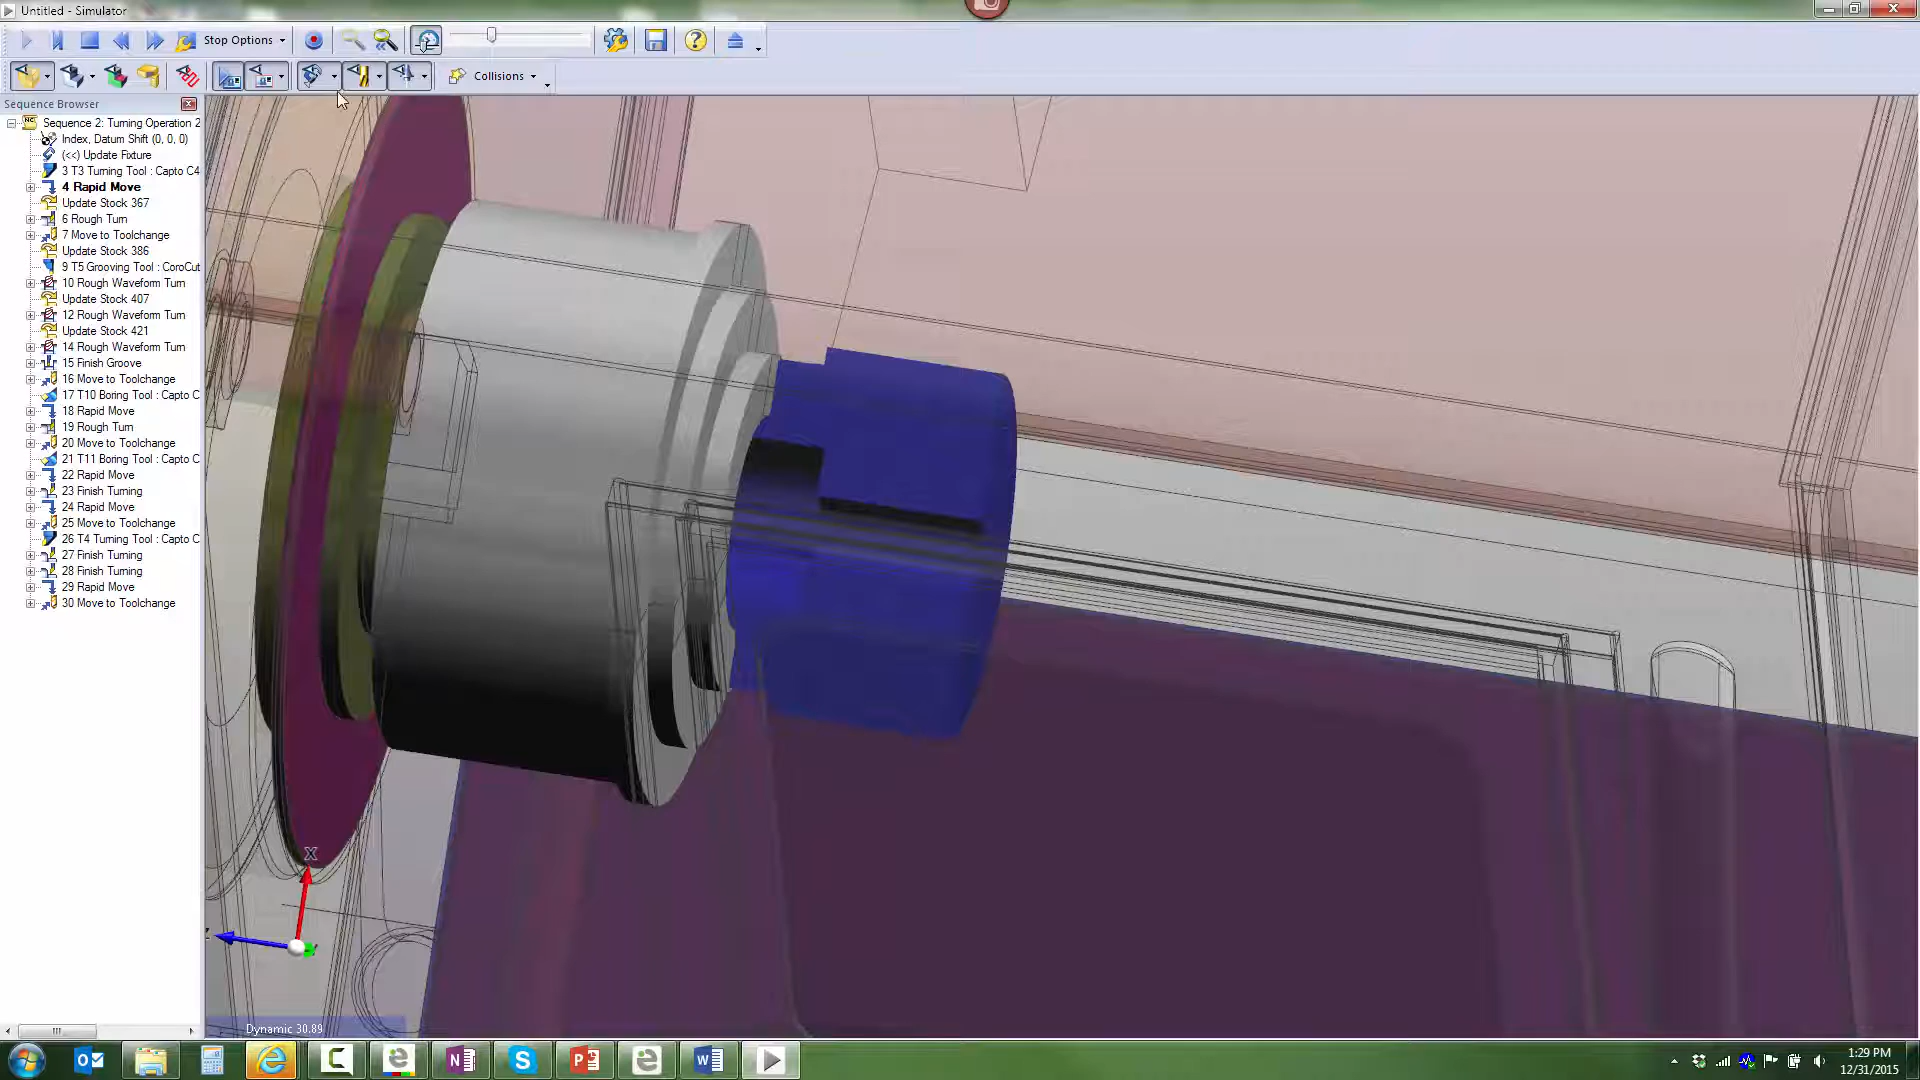 Untitled - Simulator
Stop Options
Collisions
Sequence Browser
Sequence 2: Turning Operation 2
Index, Datum Shift (0, 0, 0)
(<<) Update Fixture
3 T3 Turning Tool : Capto C4
4 Rapid Move
Update Stock 367
6 Rough Turn
7 Move to Toolchange
Update Stock 386
9 T5 Grooving Tool : CoroCut
10 Rough Waveform Turn
Update Stock 407
12 Rough Waveform Turn
Update Stock 421
14 Rough Waveform Turn
15 Finish Groove
16 Move to Toolchange
17 T10 Boring Tool : Capto C
18 Rapid Move
19 Rough Turn
20 Move to Toolchange
21 T11 Boring Tool : Capto C
22 Rapid Move
23 Finish Turning
24 Rapid Move
25 Move to Toolchange
26 T4 Turning Tool : Capto C
27 Finish Turning
28 Finish Turning
29 Rapid Move
30 Move to Toolchange
X
Dynamic 30.89
1:29 PM
12/31/2015